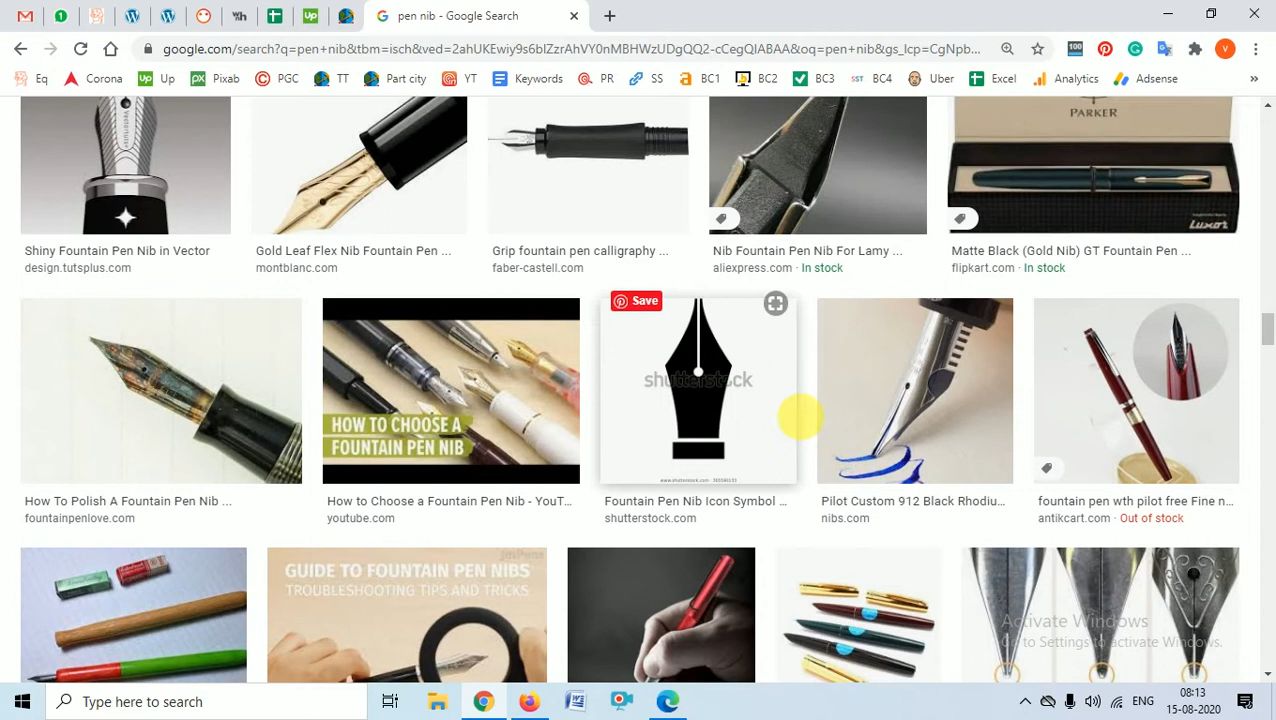 pen nib - Google Search
google.com/search?q=pen+nib&tbm=isch&ved=2ahUKEwiy9s6blZzrAhVY0nMBHWzUDgQQ2-cCegQIABAA&oq=pen+nib&gs_lcp=CgNpb...
Eq
Corona
Up
Pixab
PGC
TT
Part city
YT
Keywords
PR
SS
BC1
BC2
BC3
BC4
Uber
Excel
Analytics
Adsense
PARKER
Luxor
Shiny Fountain Pen Nib in Vector
design.tutsplus.com
Gold Leaf Flex Nib Fountain Pen ...
montblanc.com
Grip fountain pen calligraphy ...
faber-castell.com
Nib Fountain Pen Nib For Lamy ...
aliexpress.com · In stock
Matte Black (Gold Nib) GT Fountain Pen ...
flipkart.com · In stock
Save
shutterstock
HOW TO CHOOSE A
FOUNTAIN PEN NIB
How To Polish A Fountain Pen Nib ...
fountainpenlove.com
How to Choose a Fountain Pen Nib - YouT...
youtube.com
Fountain Pen Nib Icon Symbol ...
shutterstock.com
Pilot Custom 912 Black Rhodiu...
nibs.com
fountain pen wth pilot free Fine n...
antikcart.com · Out of stock
JetPens
GUIDE TO FOUNTAIN PEN NIBS
TROUBLESHOOTING TIPS AND TRICKS
Activate Windows
Go to Settings to activate Windows.
Type here to search
ENG
08:13
15-08-2020